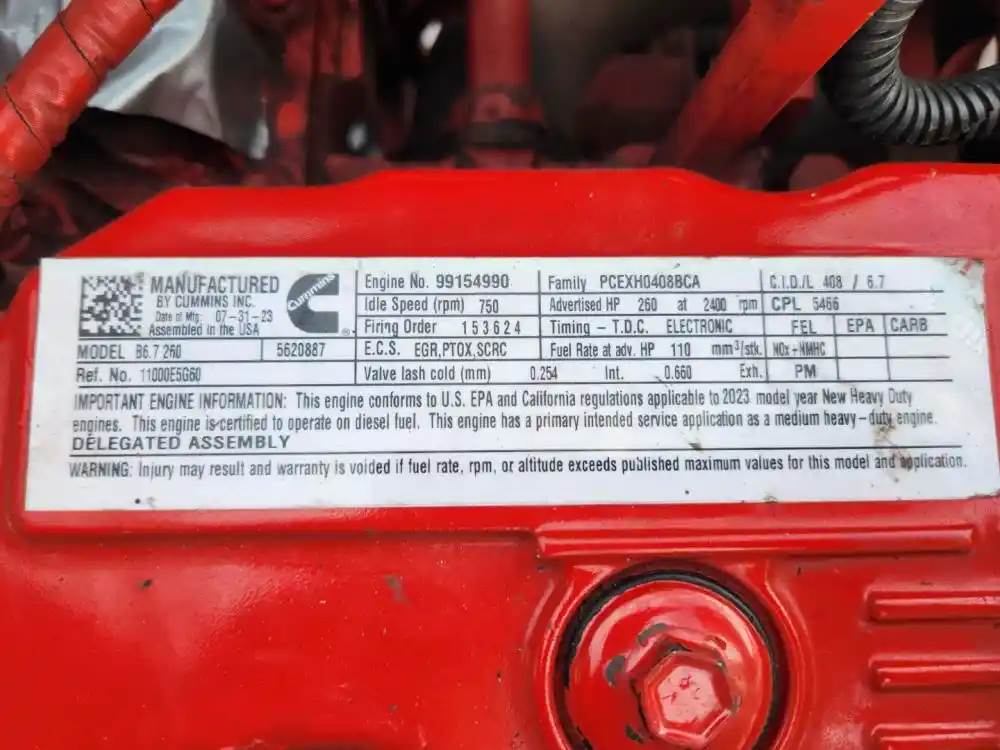 MANUFACTURED
BY CUMMINS INC.
Date of Mfg: 07-31-23
Assembled in the USA
Cummins
®
MODEL B6.7 260 5620887
Ref. No. 11000E5G60
Engine No. 99154990
Idle Speed (rpm) 750
Firing Order 1 5 3 6 2 4
E.C.S. EGR,PTOX,SCRC
Valve lash cold (mm) 0.254 Int. 0.660 Exh.
Family PCEXH0408BCA
Advertised HP 260 at 2400 rpm
Timing - T.D.C. ELECTRONIC
Fuel Rate at adv. HP 110 mm³/stk.
C.I.D./L 408 / 6.7
CPL 5466
FEL EPA CARB
NOx+NMHC
PM
IMPORTANT ENGINE INFORMATION: This engine conforms to U.S. EPA and California regulations applicable to 2023 model year New Heavy Duty
engines. This engine is certified to operate on diesel fuel. This engine has a primary intended service application as a medium heavy-duty engine.
DELEGATED ASSEMBLY
WARNING: Injury may result and warranty is voided if fuel rate, rpm, or altitude exceeds published maximum values for this model and application.